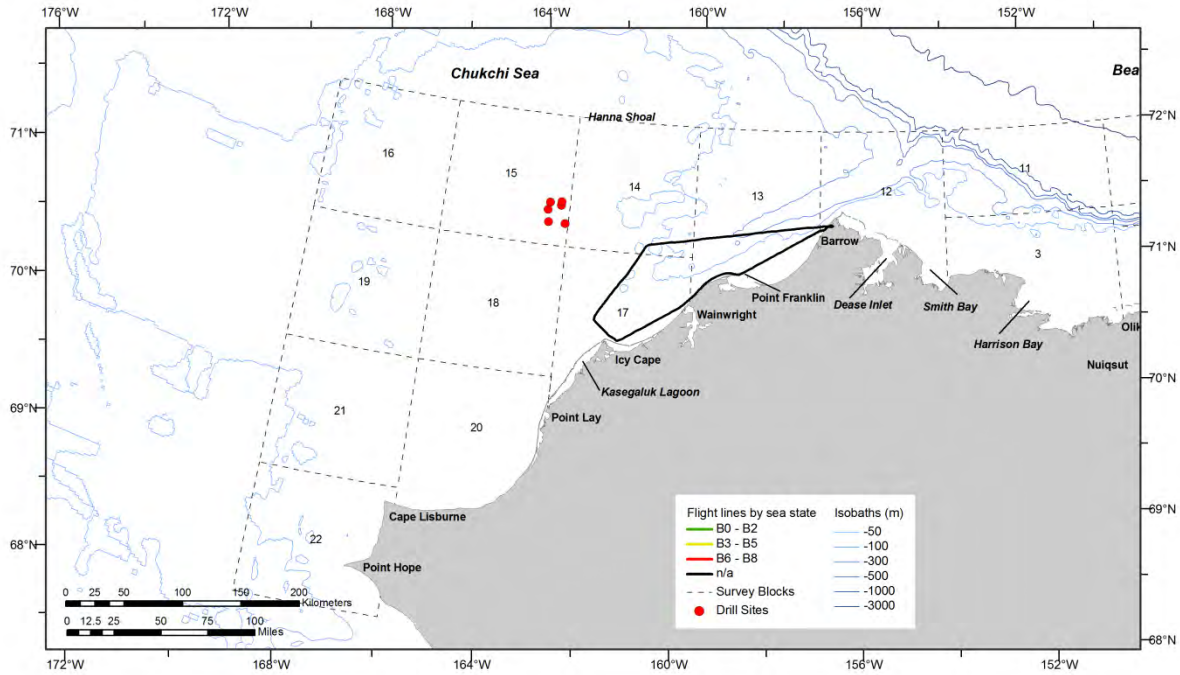 176°W 172°W 168°W 164°W 160°W 156°W 152°W
Chukchi Sea
Bea
72°N
71°N
Hanna Shoal
16
15
14
13
11
12
71°N
Barrow
3
70°N
19
18
17
Point Franklin
Dease Inlet
Smith Bay
Wainwright
Harrison Bay
Olik
Icy Cape
Nuiqsut
70°N
Kasegaluk Lagoon
69°N
21
20
Point Lay
Cape Lisburne
69°N
22
68°N
Point Hope
Flight lines by sea state
B0 - B2
B3 - B5
B6 - B8
n/a
Survey Blocks
Drill Sites
Isobaths (m)
-50
-100
-300
-500
-1000
-3000
0 25 50 100 150 200
Kilometers
0 12.5 25 50 75 100
Miles
68°N
172°W 168°W 164°W 160°W 156°W 152°W